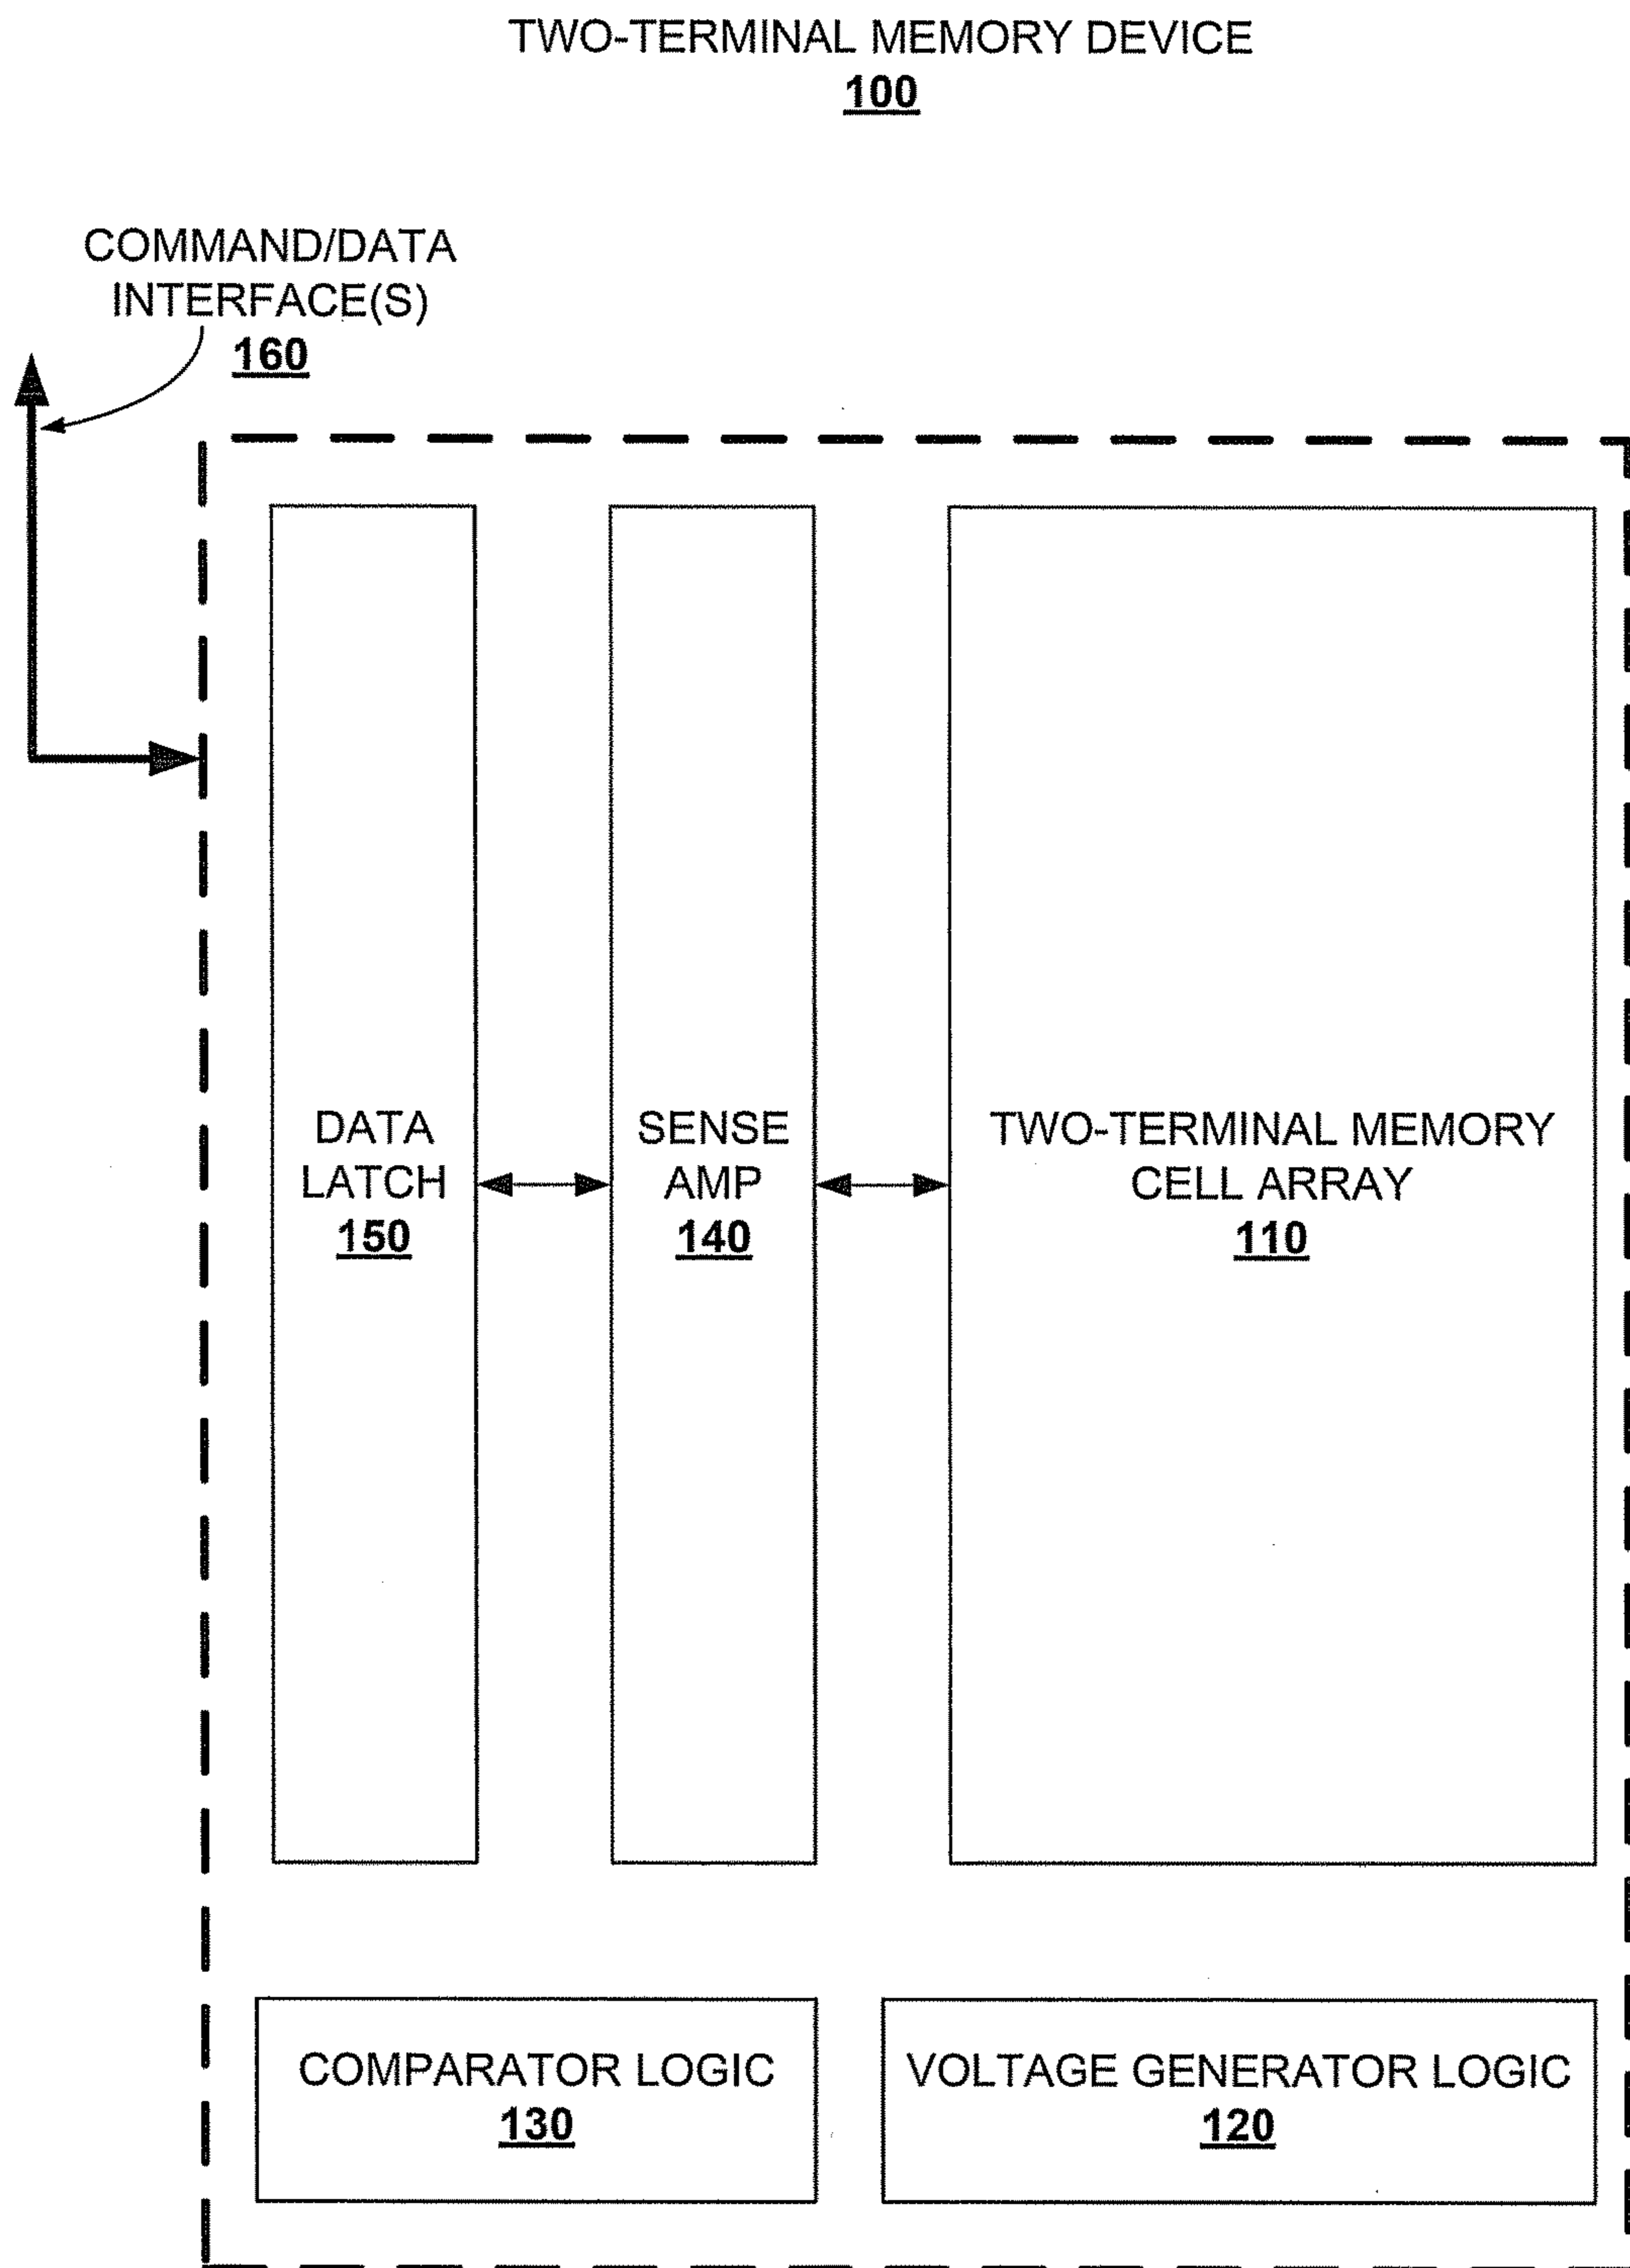 TWO-TERMINAL MEMORY DEVICE
100
COMMAND/DATA
INTERFACE(S)
160
DATA
LATCH
150
SENSE
AMP
140
TWO-TERMINAL MEMORY
CELL ARRAY
110
COMPARATOR LOGIC
130
VOLTAGE GENERATOR LOGIC
120